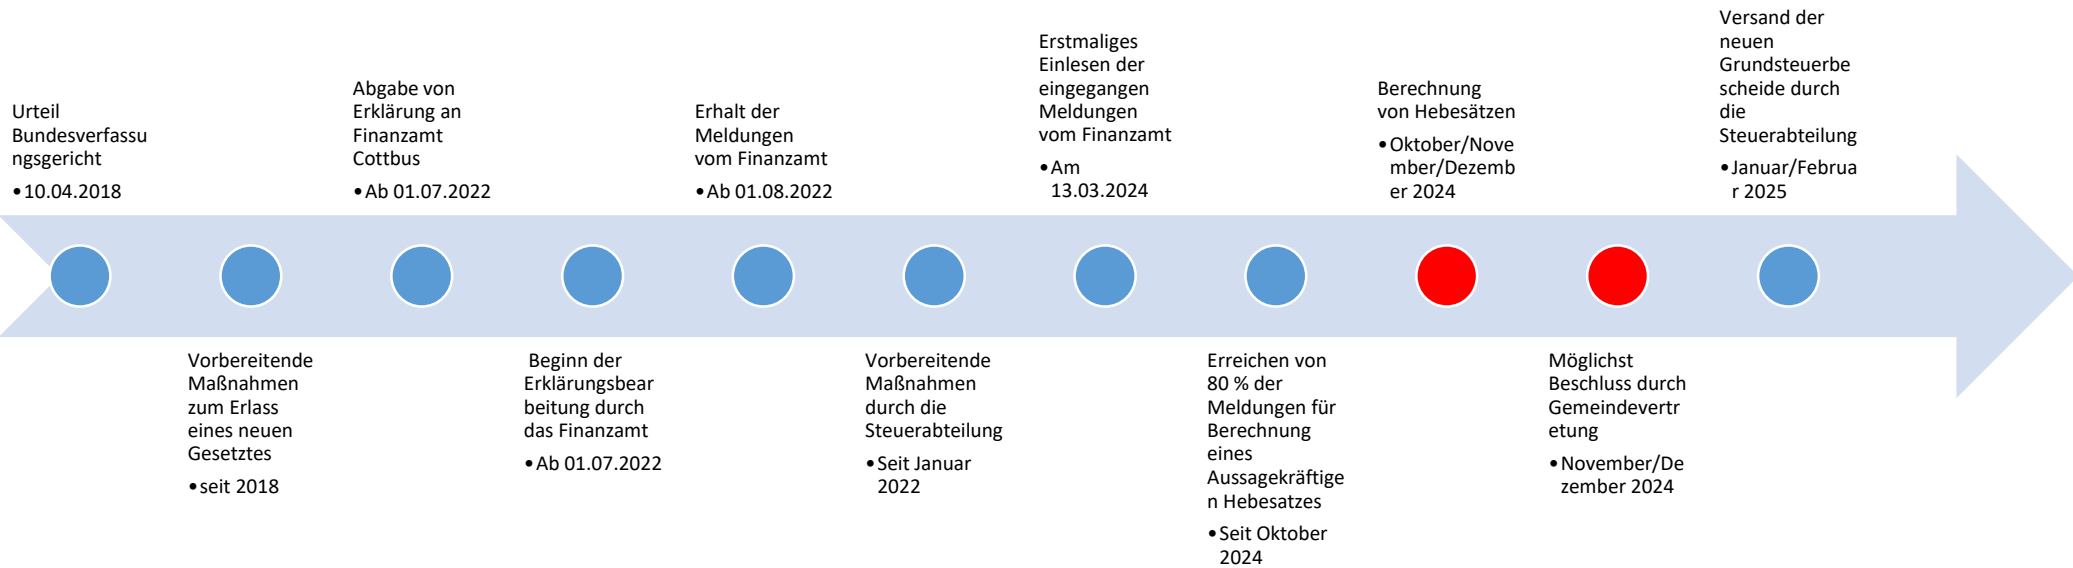 Urteil
Bundesverfassu
ngsgericht
•10.04.2018
Vorbereitende
Maßnahmen
zum Erlass
eines neuen
Gesetztes
•seit 2018
Abgabe von
Erklärung an
Finanzamt
Cottbus
•Ab 01.07.2022
Beginn der
Erklärungsbear
beitung durch
das Finanzamt
•Ab 01.07.2022
Erhalt der
Meldungen
vom Finanzamt
•Ab 01.08.2022
Vorbereitende
Maßnahmen
durch die
Steuerabteilung
•Seit Januar
2022
Erstmaliges
Einlesen der
eingegangen
Meldungen
vom Finanzamt
•Am
13.03.2024
Erreichen von
80 % der
Meldungen für
Berechnung
eines
Aussagekräftige
n Hebesatzes
•Seit Oktober
2024
Berechnung
von Hebesätzen
•Oktober/Nove
mber/Dezemb
er 2024
Möglichst
Beschluss durch
Gemeindevertr
etung
•November/De
zember 2024
Versand der
neuen
Grundsteuerbe
scheide durch
die
Steuerabteilung
•Januar/Februa
r 2025